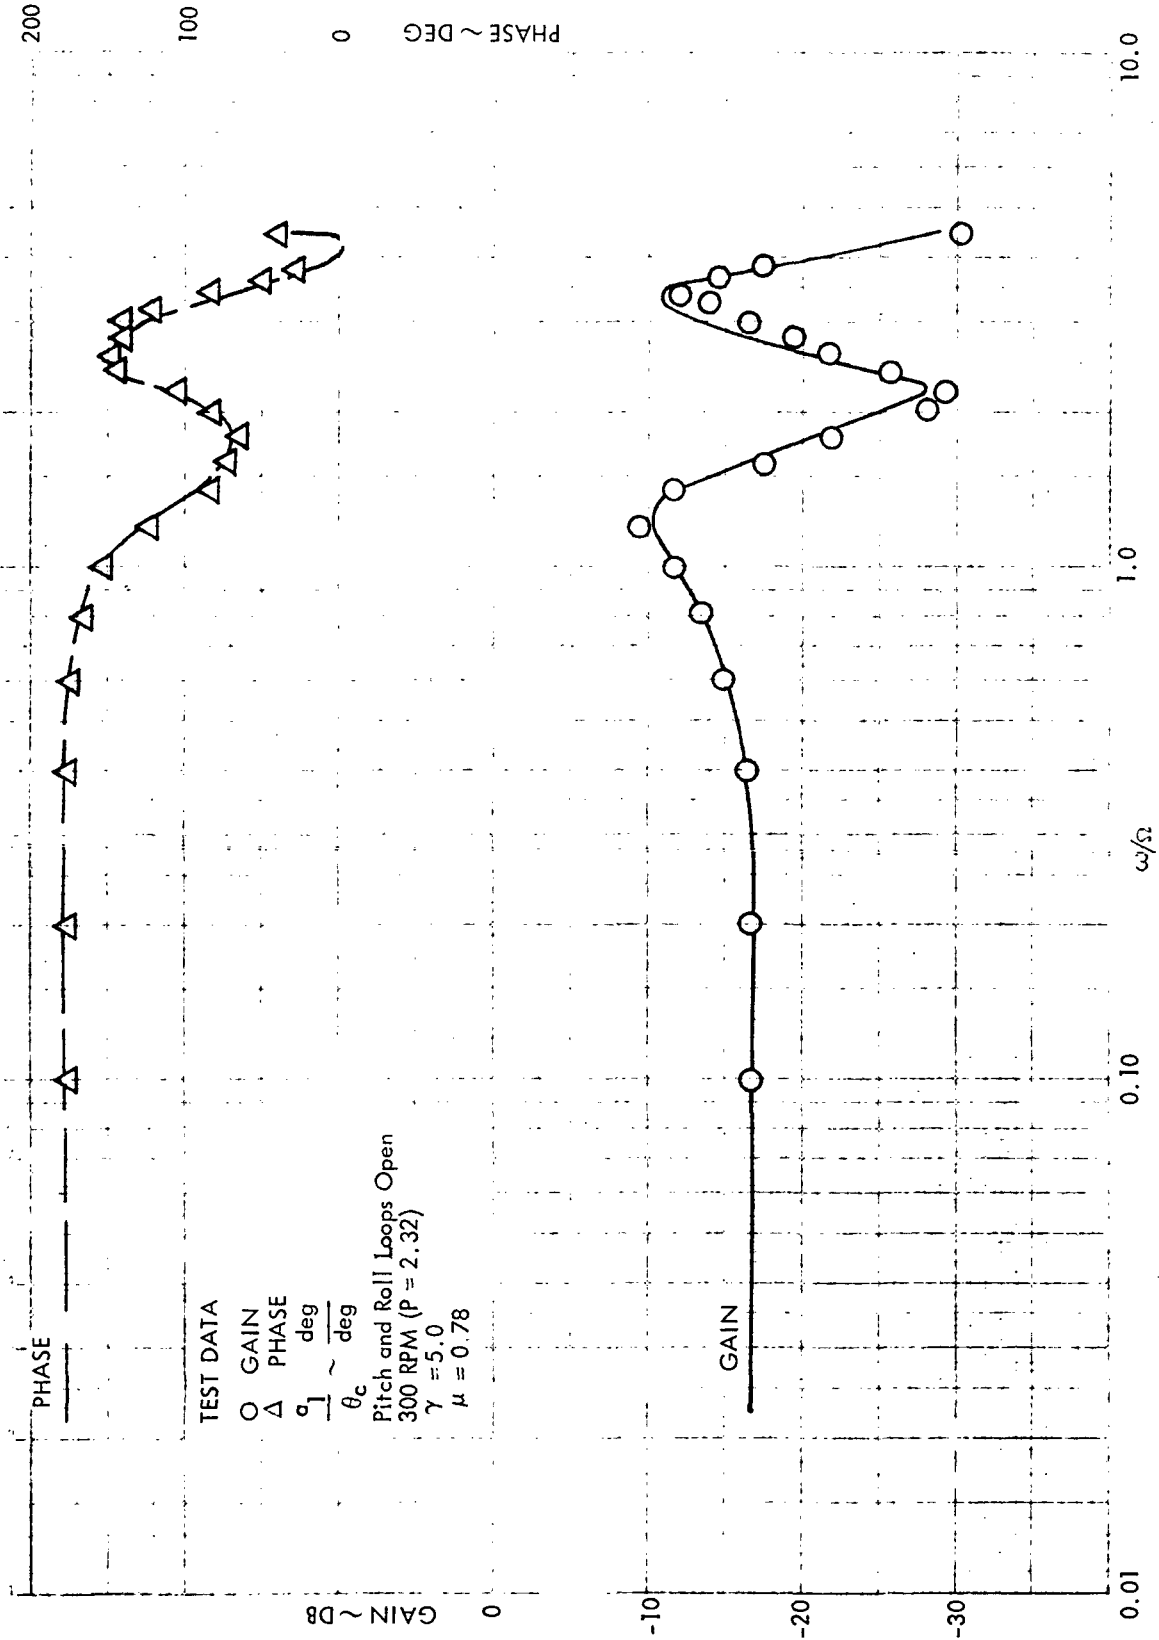 PHASE
TEST DATA
○ GAIN
△ PHASE
a1/θc ~ deg/deg
Pitch and Roll Loops Open
300 RPM (P = 2.32)
γ = 5.0
μ = 0.78
GAIN
GAIN ~ DB
0
-10
-20
-30
200
100
0
PHASE ~ DEG
0.01
0.10
1.0
10.0
ω/Ω